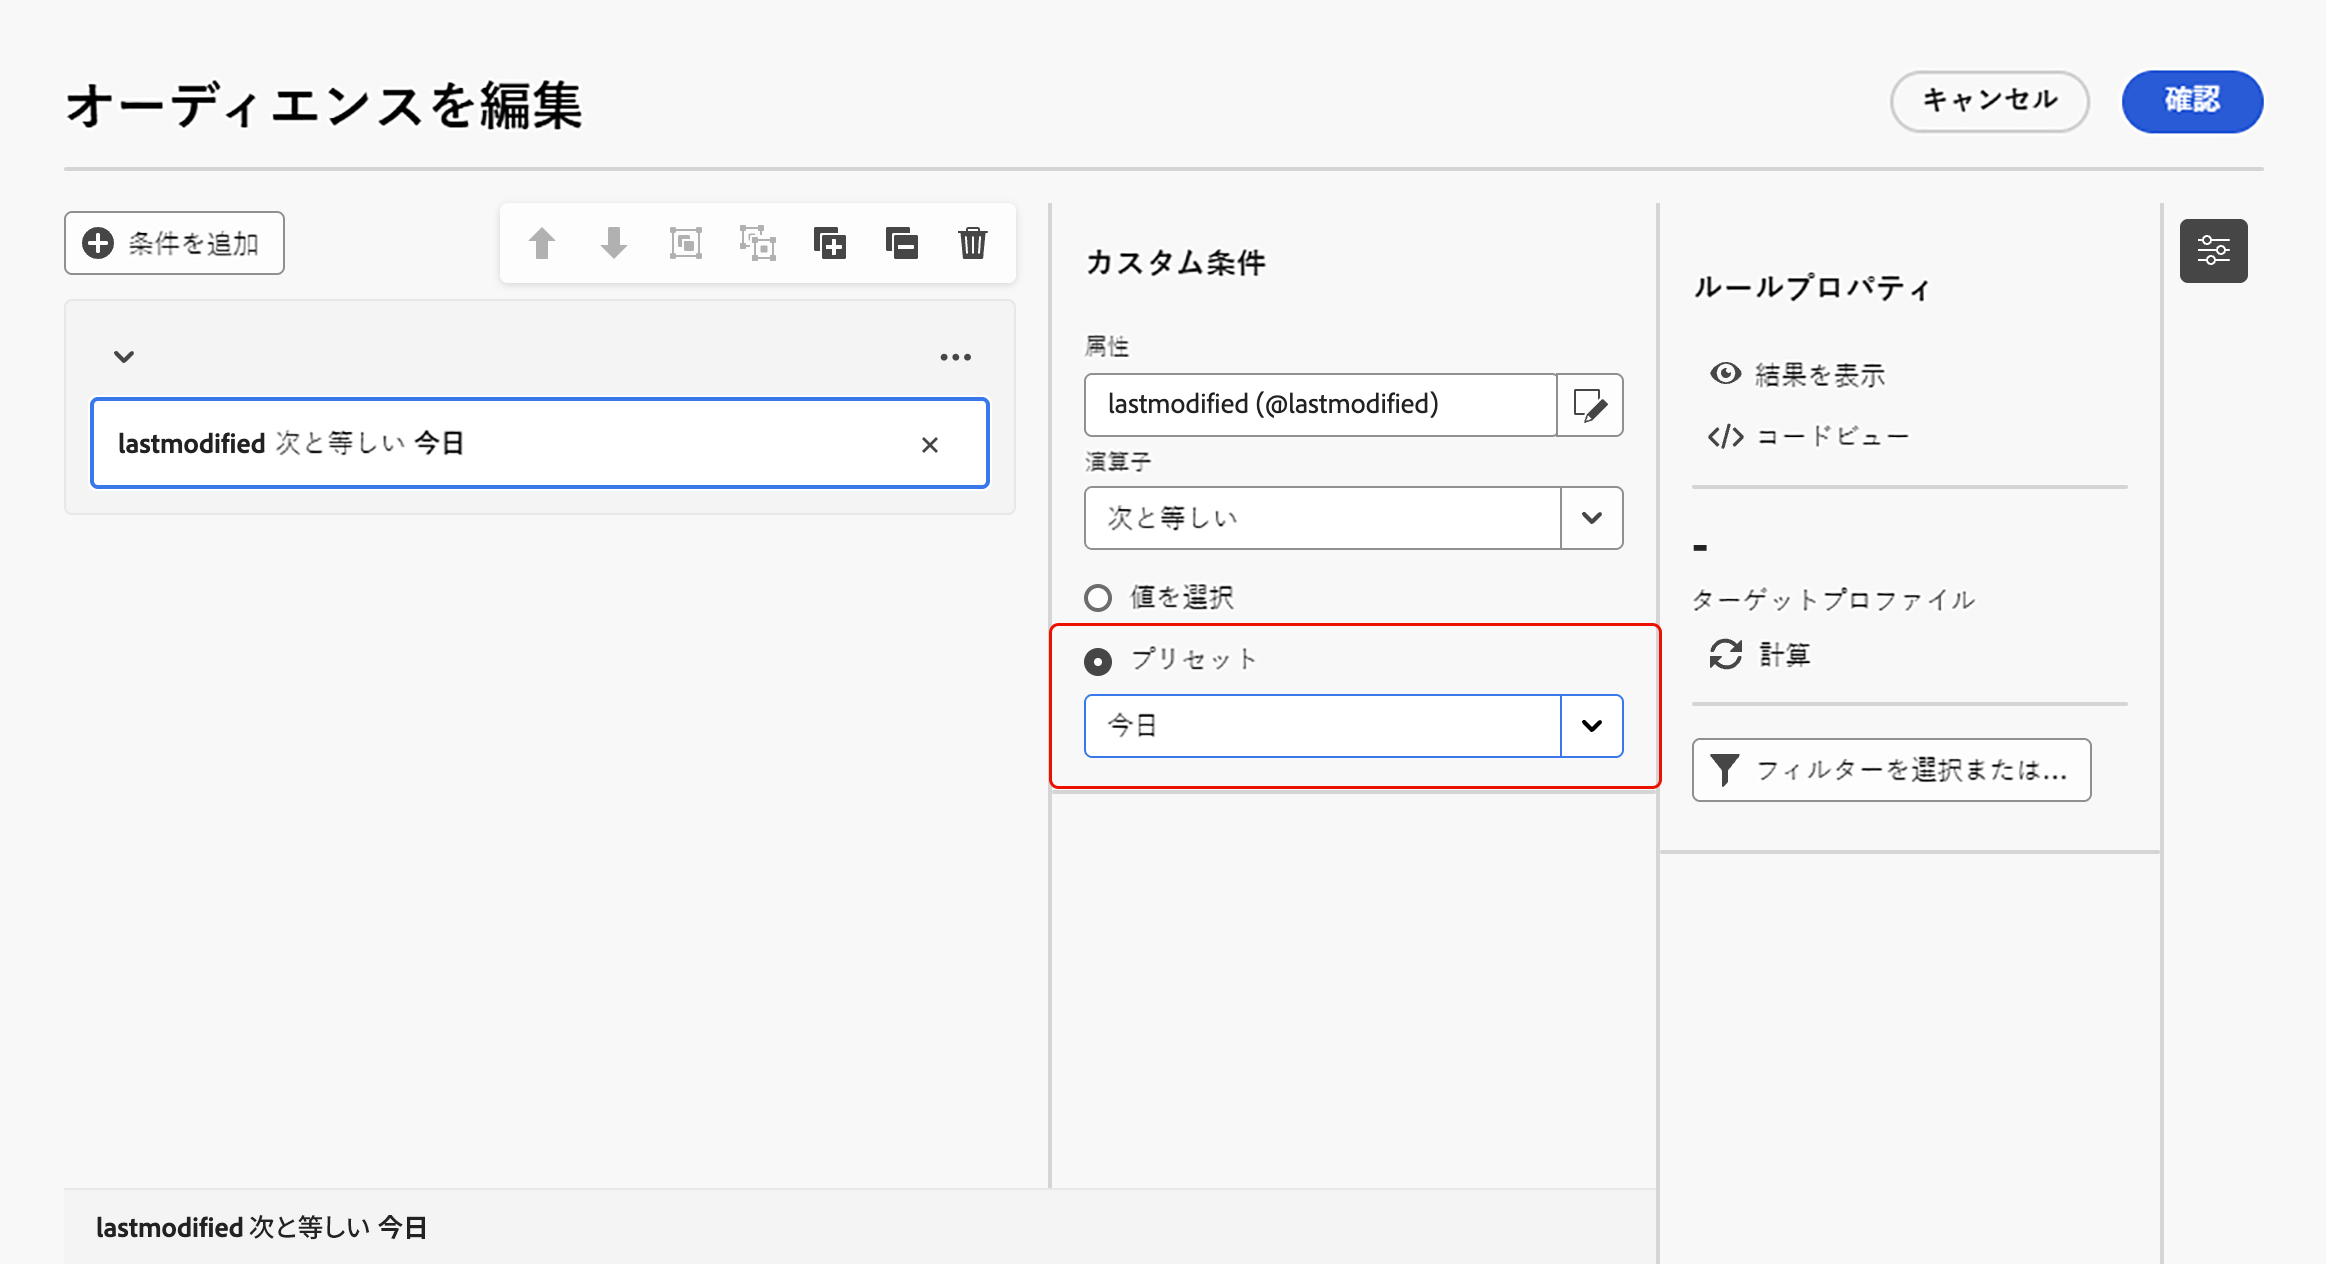 オーディエンスを編集
キャンセル
確認
条件を追加
lastmodified 次と等しい 今日
カスタム条件
属性
lastmodified (@lastmodified)
演算子
次と等しい
値を選択
プリセット
今日
ルールプロパティ
結果を表示
コードビュー
-
ターゲットプロファイル
計算
フィルターを選択または...
lastmodified 次と等しい 今日